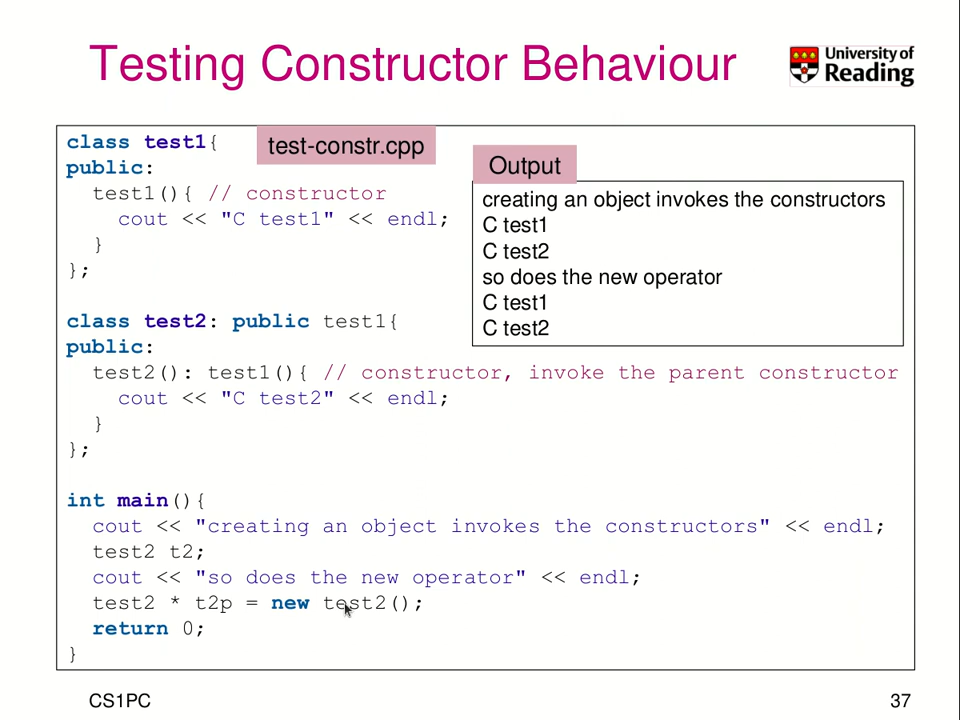 Testing Constructor Behaviour
University of
Reading
class test1{
test-constr.cpp
public:
  test1(){ // constructor
    cout << "C test1" << endl;
  }
};
Output
creating an object invokes the constructors
C test1
C test2
so does the new operator
C test1
C test2
class test2: public test1{
public:
  test2(): test1(){ // constructor, invoke the parent constructor
    cout << "C test2" << endl;
  }
};
int main(){
  cout << "creating an object invokes the constructors" << endl;
  test2 t2;
  cout << "so does the new operator" << endl;
  test2 * t2p = new test2();
  return 0;
}
CS1PC
37